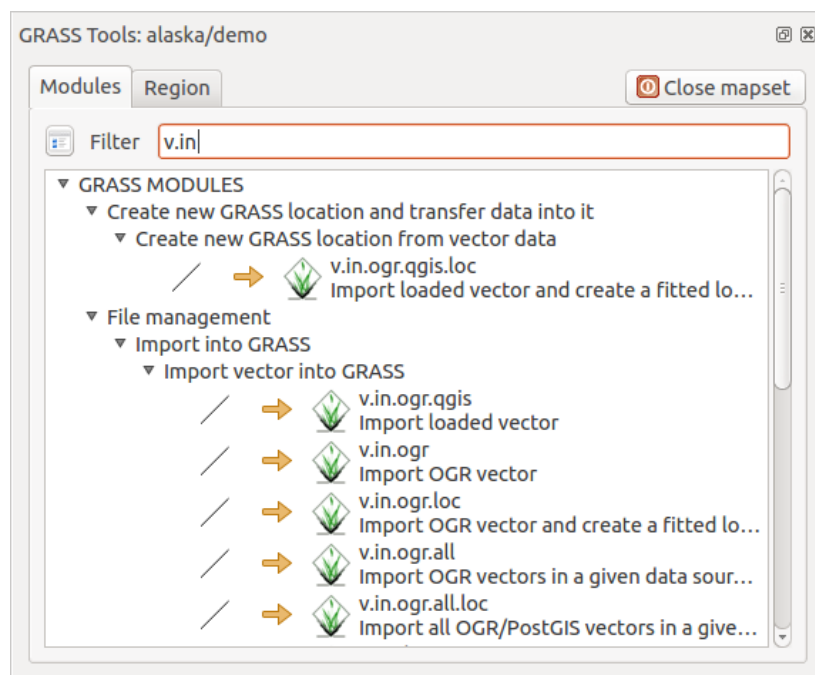 GRASS Tools: alaska/demo
Modules Region Close mapset
Filter v.in
GRASS MODULES
Create new GRASS location and transfer data into it
Create new GRASS location from vector data
v.in.ogr.qgis.loc
Import loaded vector and create a fitted lo...
File management
Import into GRASS
Import vector into GRASS
v.in.ogr.qgis
Import loaded vector
v.in.ogr
Import OGR vector
v.in.ogr.loc
Import OGR vector and create a fitted lo...
v.in.ogr.all
Import OGR vectors in a given data sour...
v.in.ogr.all.loc
Import all OGR/PostGIS vectors in a give...